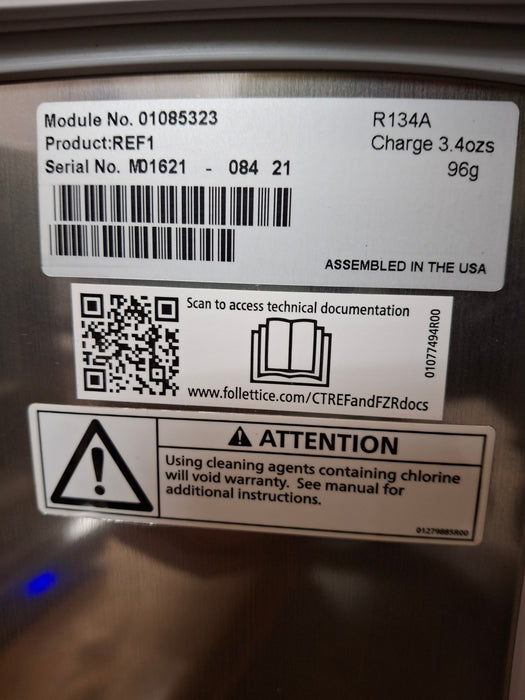 Module No. 01085323
Product:REF1
Serial No. M01621 - 084 21
R134A
Charge 3.4ozs
96g
ASSEMBLED IN THE USA
Scan to access technical documentation
www.follettice.com/CTREFandFZRdocs
01077494R00
ATTENTION
Using cleaning agents containing chlorine
will void warranty. See manual for
additional instructions.
01279885R00